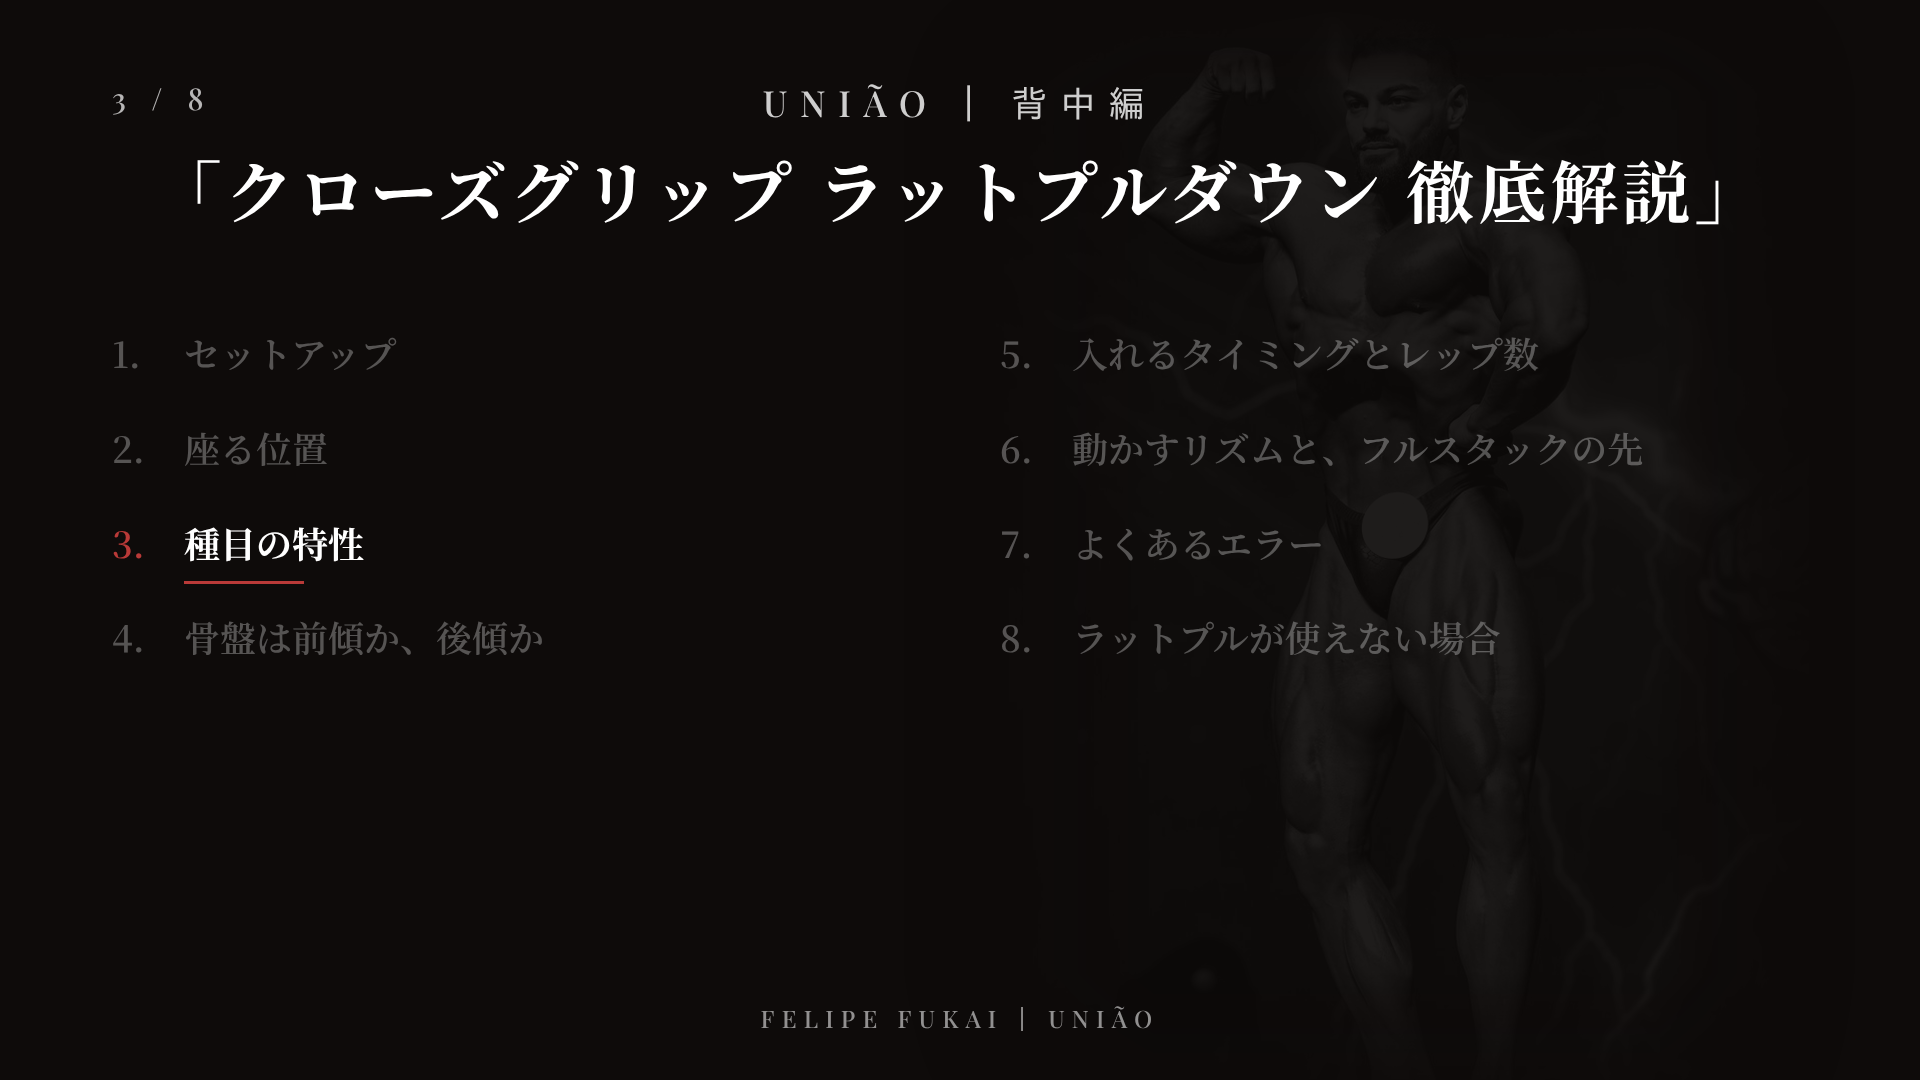 3 / 8
UNIÃO | 背中編
「クローズグリップ ラットプルダウン 徹底解説」
1. セットアップ
2. 座る位置
3. 種目の特性
4. 骨盤は前傾か、後傾か
5. 入れるタイミングとレップ数
6. 動かすリズムと、フルスタックの先
7. よくあるエラー
8. ラットプルが使えない場合
FELIPE FUKAI | UNIÃO